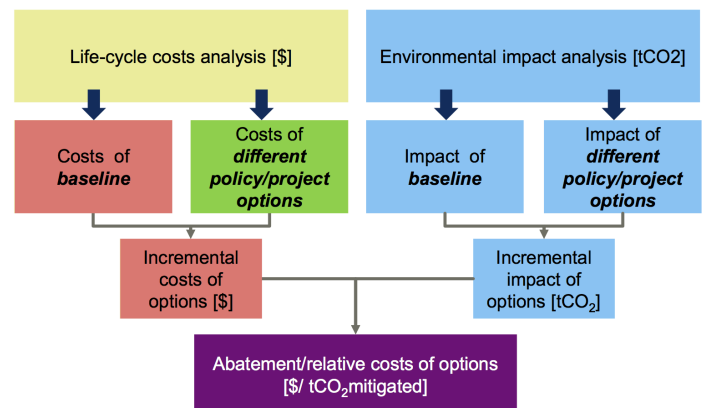 Life-cycle costs analysis [$]
Environmental impact analysis [tCO2]
Costs of
baseline
Costs of
different
policy/project
options
Impact of
baseline
Impact of
different
policy/project
options
Incremental
costs of
options [$]
Incremental
impact of
options [tCO₂]
Abatement/relative costs of options
[$/ tCO₂mitigated]